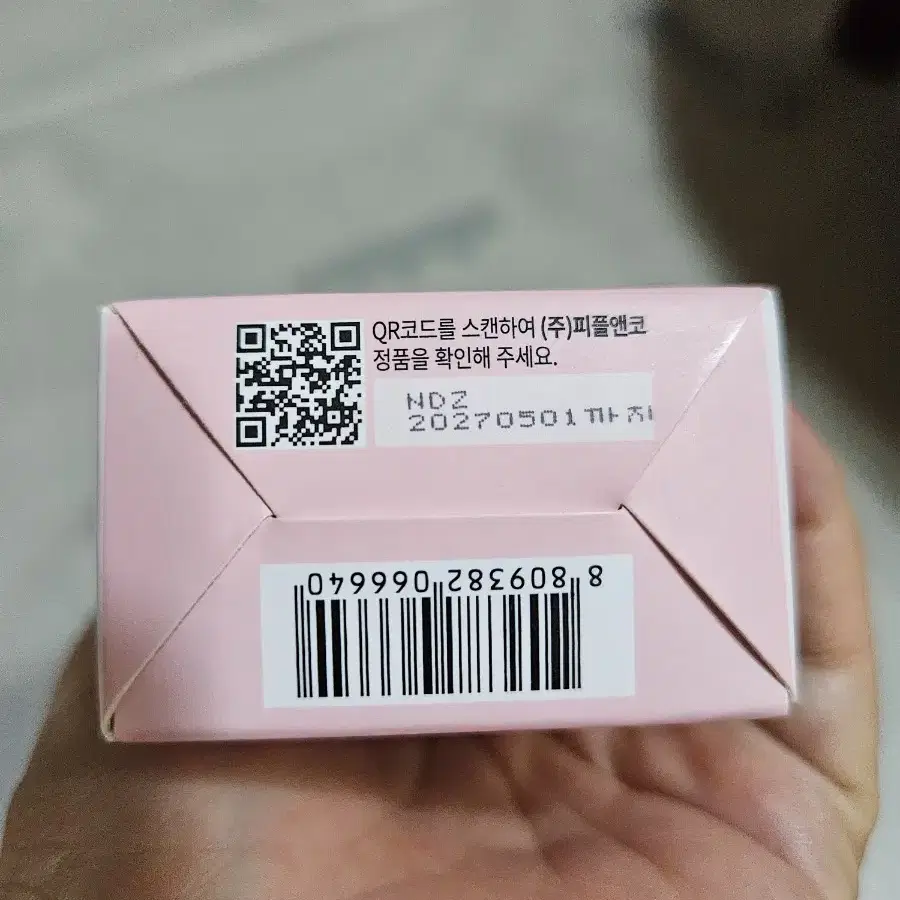 QR코드를 스캔하여 (주)피플앤코
정품을 확인해 주세요.
NDZ
20270501까지
8 809382 066640